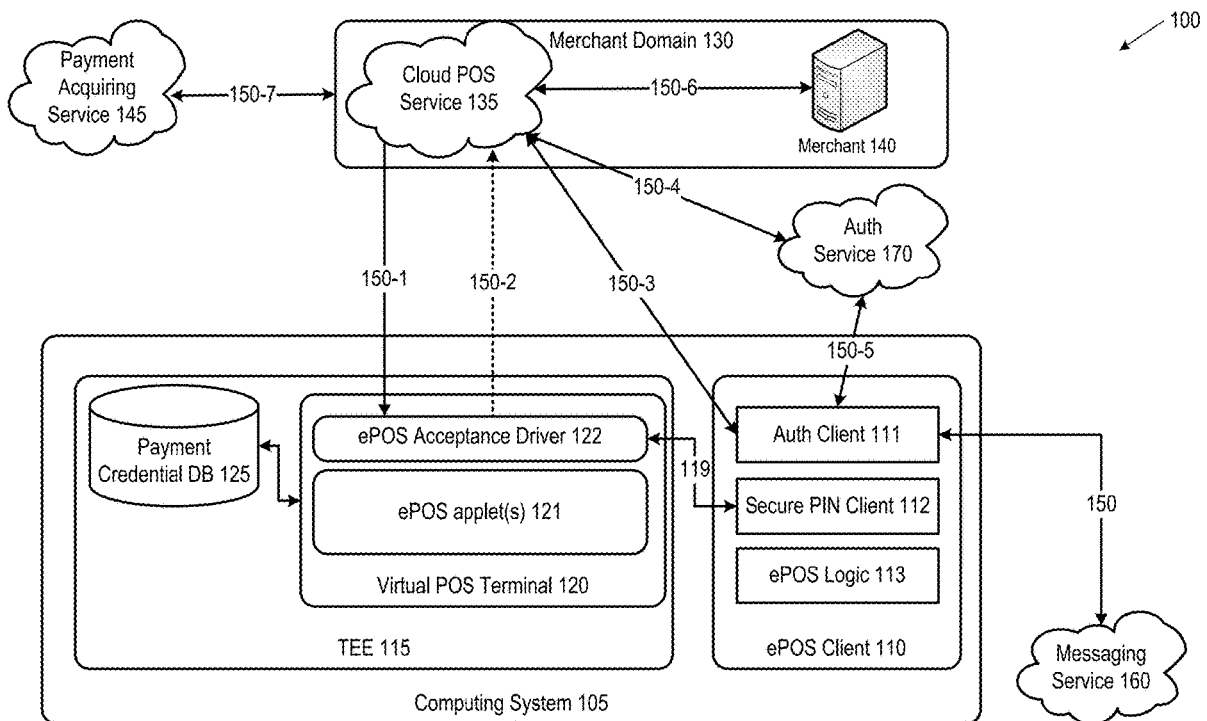 100
Payment
Acquiring
Service 145
150-7
Merchant Domain 130
Cloud POS
Service 135
150-6
Merchant 140
150-4
Auth
Service 170
150-1
150-2
150-3
150-5
Payment
Credential DB 125
ePOS Acceptance Driver 122
ePOS applet(s) 121
Virtual POS Terminal 120
TEE 115
119
Auth Client 111
Secure PIN Client 112
ePOS Logic 113
ePOS Client 110
150
Messaging
Service 160
Computing System 105